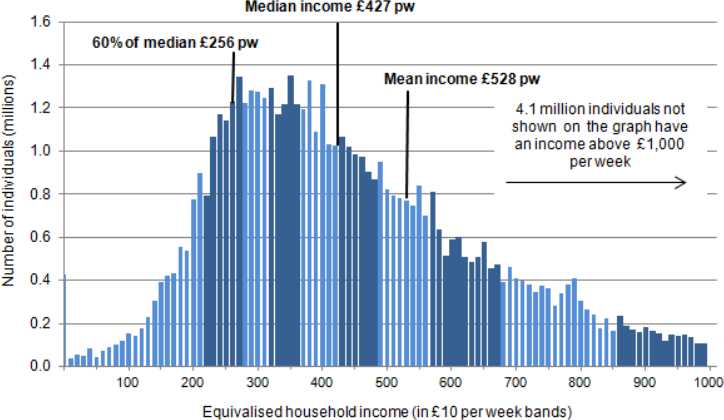 Median income £427 pw
1.6
60% of median £256 pw
1.4
Mean income £528 pw
1.2
4.1 million individuals not
shown on the graph have
an income above £1,000
per week
1.0
0.8
0.6
0.4
0.2
0.0
Number of individuals (millions)
100 200 300 400 500 600 700 800 900 1000
Equivalised household income (in £10 per week bands)